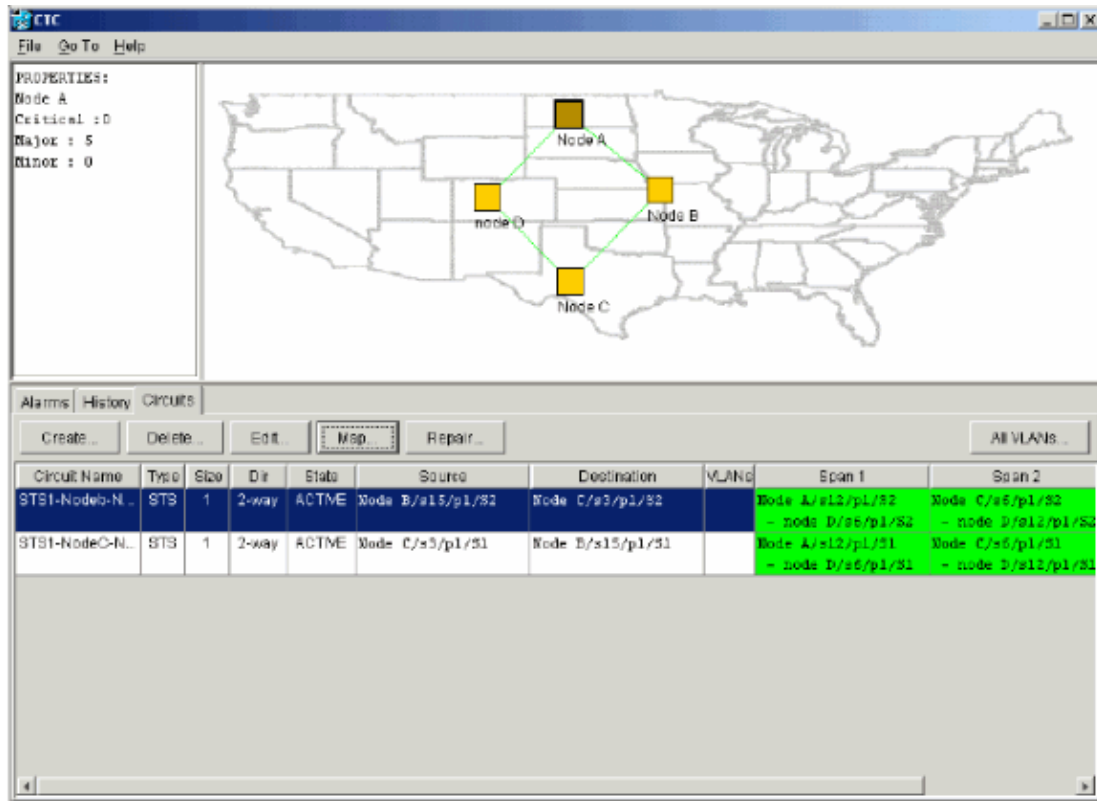 CTC
File Go To Help
PROPERTIES:
Node A
Critical :0
Major : 5
Minor : 0
Node A
node D
Node B
Node C
Alarms History Circuits
Create... Delete... Edit... Map... Repair... All VLANs...
Circuit Name Type Size Dir State Source Destination VLANs Span 1 Span 2
STS1-Nodeb-N... STS 1 2-way ACTIVE Node B/s15/p1/S2 Node C/s3/p1/S2 Node A/s12/p1/S2 Node C/s6/p1/S2
- node D/s6/p1/S2 - node D/s12/p1/S2
STS1-NodeC-N... STS 1 2-way ACTIVE Node C/s3/p1/S1 Node B/s15/p1/S1 Node A/s12/p1/S1 Node C/s6/p1/S1
- node D/s6/p1/S1 - node D/s12/p1/S1